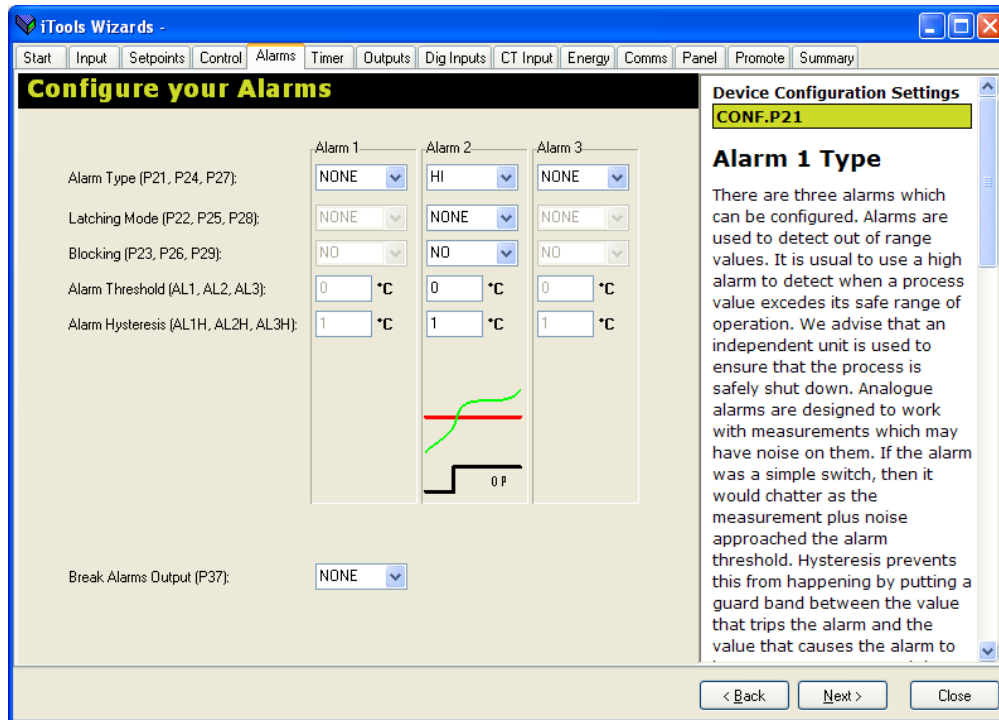 iTools Wizards -
Start Input Setpoints Control Alarms Timer Outputs Dig Inputs CT Input Energy Comms Panel Promote Summary
Configure your Alarms
Alarm 1 Alarm 2 Alarm 3
Alarm Type (P21, P24, P27): NONE HI NONE
Latching Mode (P22, P25, P28): NONE NONE NONE
Blocking (P23, P26, P29): NO NO NO
Alarm Threshold (AL1, AL2, AL3): 0 °C 0 °C 0 °C
Alarm Hysteresis (AL1H, AL2H, AL3H): 1 °C 1 °C 1 °C
OP
Break Alarms Output (P37): NONE
Device Configuration Settings
CONF.P21
Alarm 1 Type
There are three alarms which
can be configured. Alarms are
used to detect out of range
values. It is usual to use a high
alarm to detect when a process
value excedes its safe range of
operation. We advise that an
independent unit is used to
ensure that the process is
safely shut down. Analogue
alarms are designed to work
with measurements which may
have noise on them. If the alarm
was a simple switch, then it
would chatter as the
measurement plus noise
approached the alarm
threshold. Hysteresis prevents
this from happening by putting a
guard band between the value
that trips the alarm and the
value that causes the alarm to
< Back Next > Close